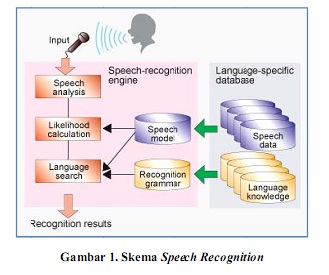 Input
Speech-recognition
engine
Language-specific
database
Speech
analysis
Likelihood
calculation
Speech
model
Speech
data
Language
search
Recognition
grammar
Language
knowledge
Recognition results
Gambar 1. Skema Speech Recognition